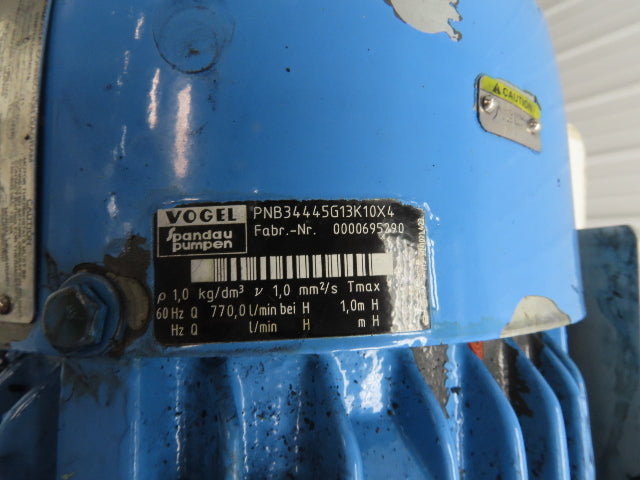 CAUTION
VOGEL PNB34445G13K10X4
Spandau pumpen
Fabr.-Nr. 0000695290
ρ 1,0 kg/dm³ ν 1,0 mm²/s Tmax
60 Hz Q 770,0 l/min bei H 1,0 m H
Hz Q l/min H m H